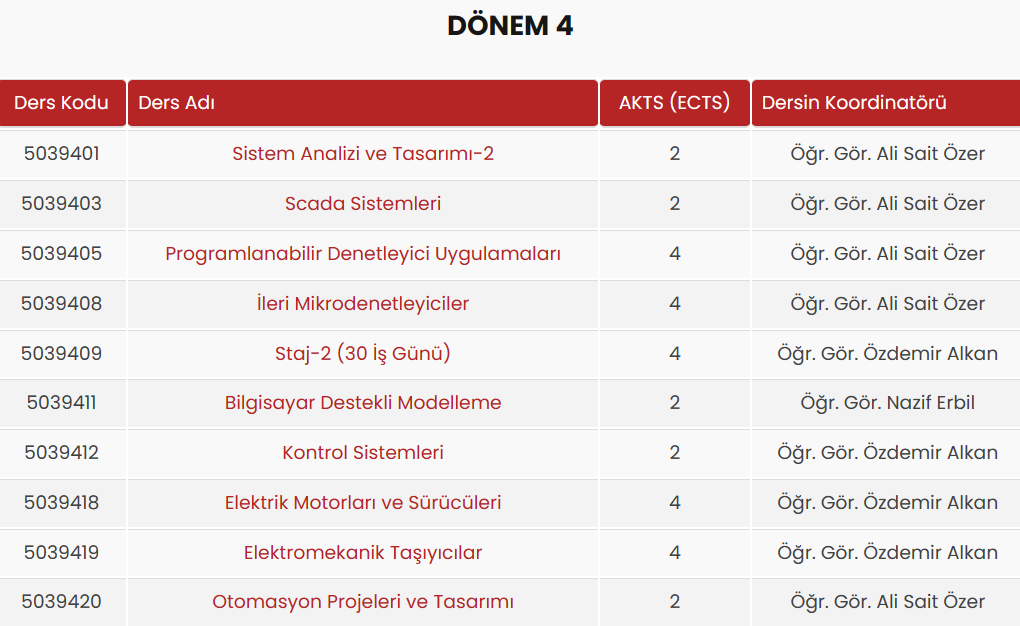 DÖNEM 4
Ders Kodu Ders Adı AKTS (ECTS) Dersin Koordinatörü
5039401 Sistem Analizi ve Tasarımı-2 2 Öğr. Gör. Ali Sait Özer
5039403 Scada Sistemleri 2 Öğr. Gör. Ali Sait Özer
5039405 Programlanabilir Denetleyici Uygulamaları 4 Öğr. Gör. Ali Sait Özer
5039408 İleri Mikrodenetleyiciler 4 Öğr. Gör. Ali Sait Özer
5039409 Staj-2 (30 İş Günü) 4 Öğr. Gör. Özdemir Alkan
5039411 Bilgisayar Destekli Modelleme 2 Öğr. Gör. Nazif Erbil
5039412 Kontrol Sistemleri 2 Öğr. Gör. Özdemir Alkan
5039418 Elektrik Motorları ve Sürücüleri 4 Öğr. Gör. Özdemir Alkan
5039419 Elektromekanik Taşıyıcılar 4 Öğr. Gör. Özdemir Alkan
5039420 Otomasyon Projeleri ve Tasarımı 2 Öğr. Gör. Ali Sait Özer